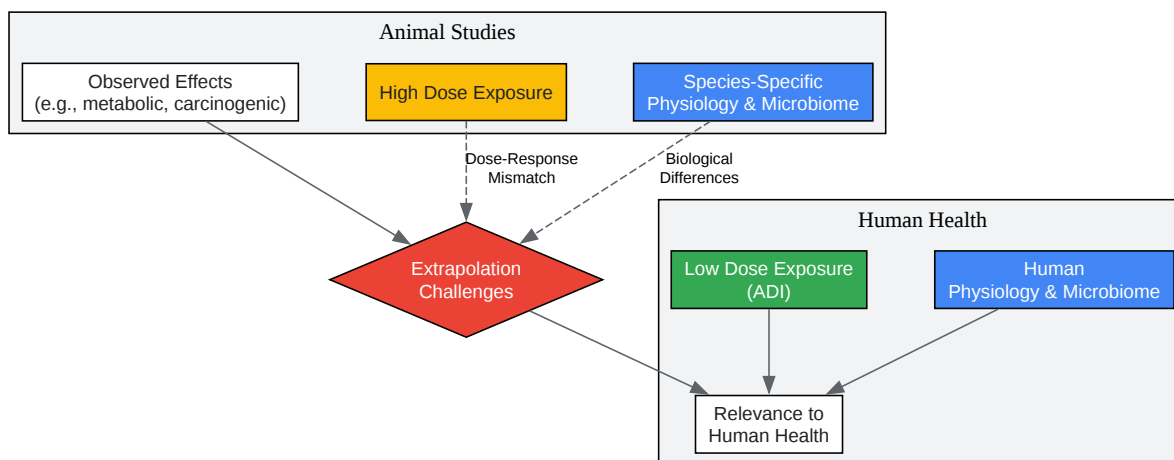 Animal Studies
Observed Effects
(e.g., metabolic, carcinogenic)
High Dose Exposure
Species-Specific
Physiology & Microbiome
Dose-Response
Mismatch
Biological
Differences
Human Health
Extrapolation
Challenges
Low Dose Exposure
(ADI)
Human
Physiology & Microbiome
Relevance to
Human Health